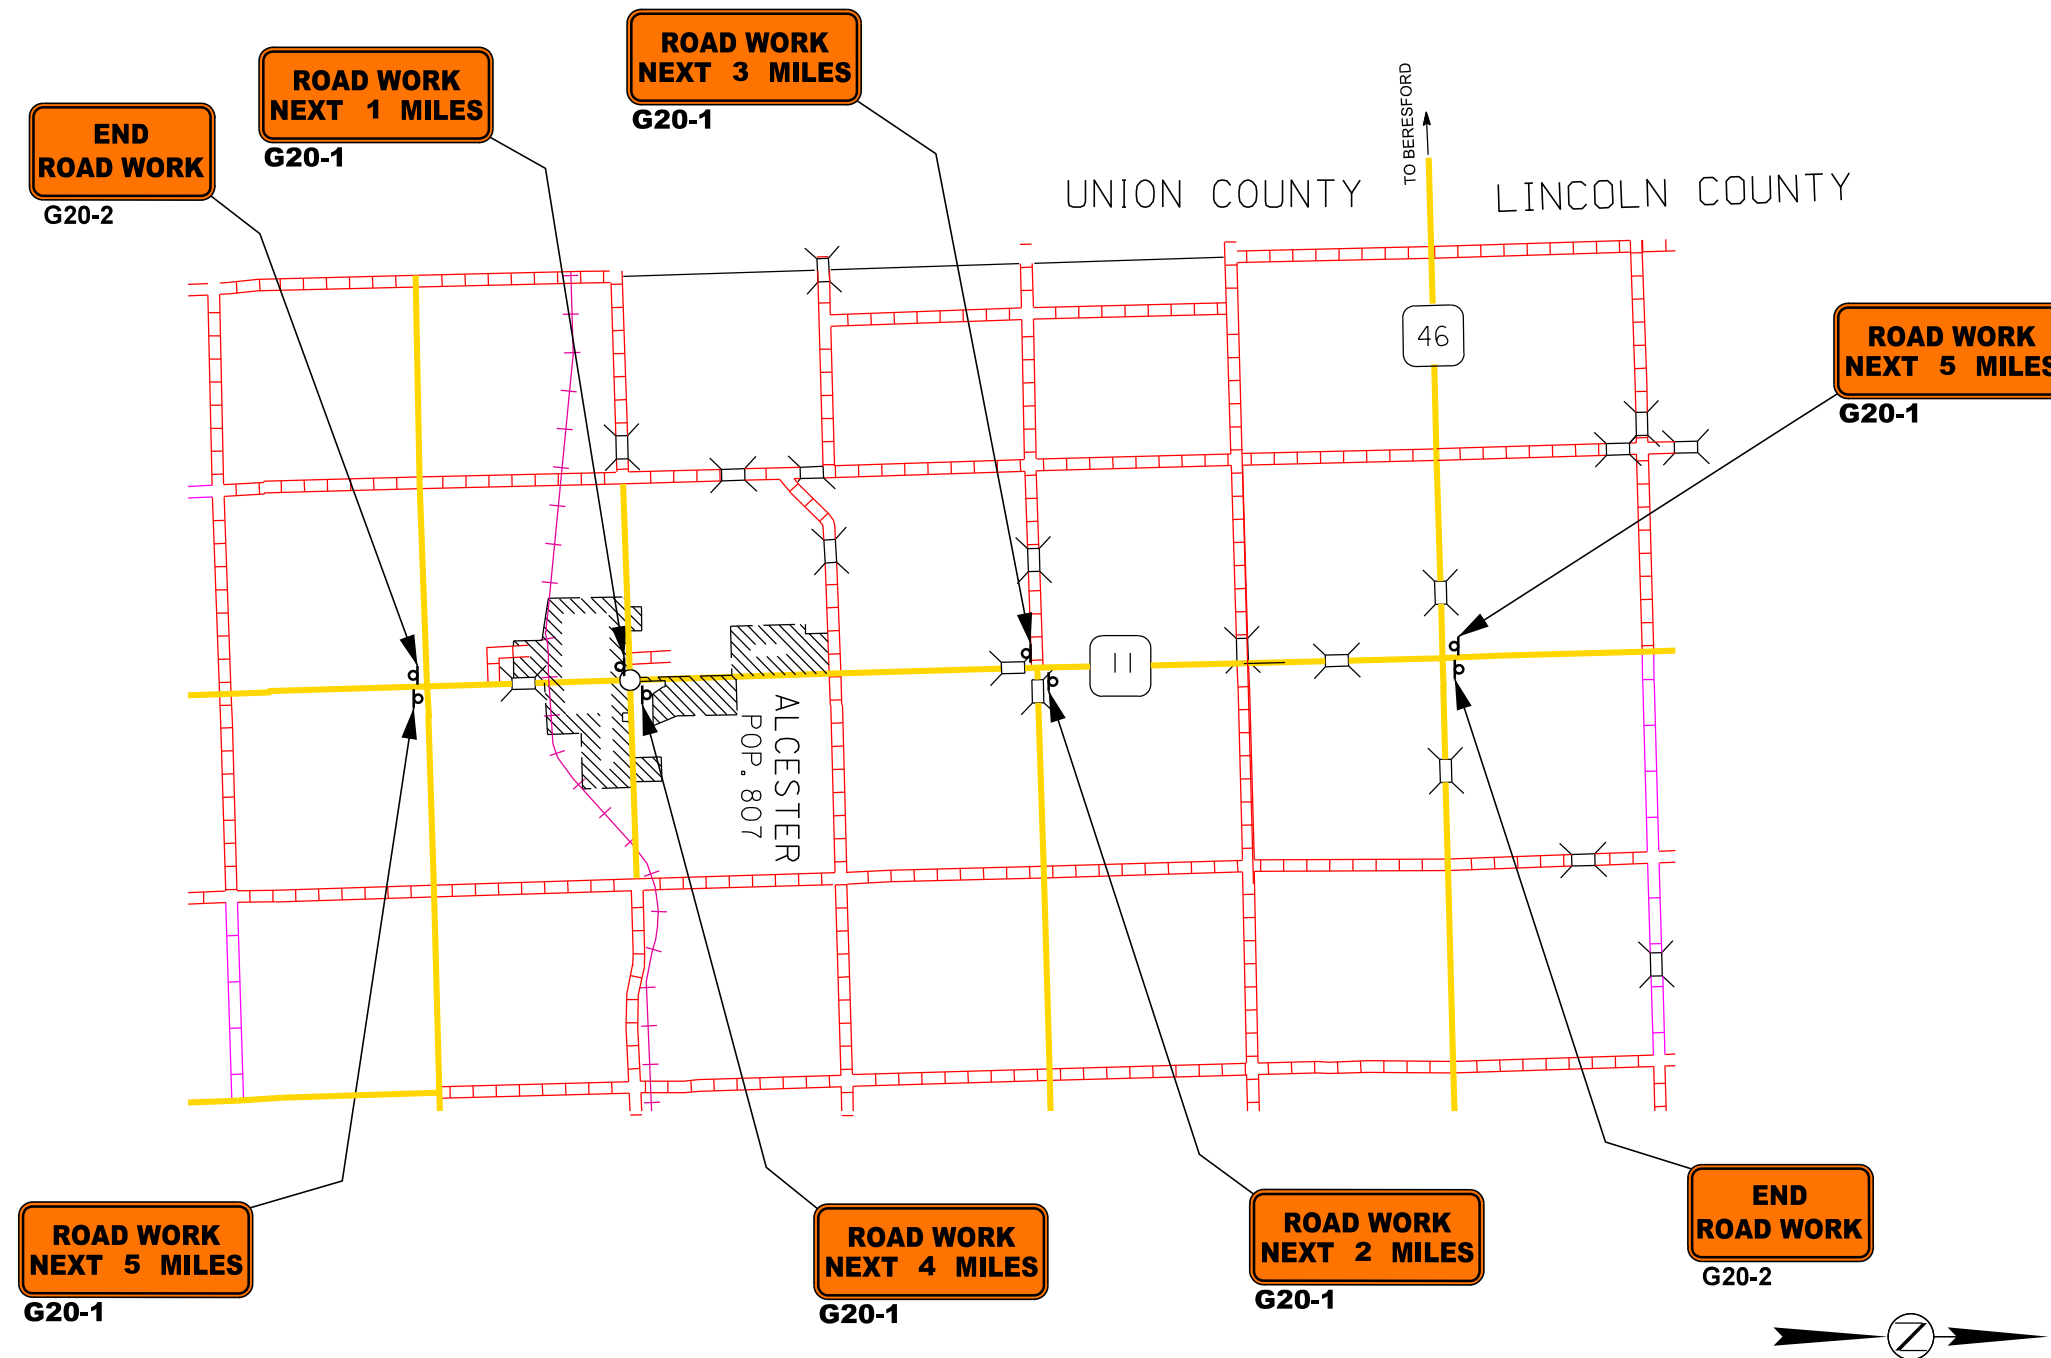 ROAD WORK
NEXT 3 MILES
G20-1
ROAD WORK
NEXT 1 MILES
G20-1
END
ROAD WORK
G20-2
TO BERESFORD
UNION COUNTY
LINCOLN COUNTY
46
ROAD WORK
NEXT 5 MILES
G20-1
11
ALCESTER
POP. 807
ROAD WORK
NEXT 5 MILES
G20-1
ROAD WORK
NEXT 4 MILES
G20-1
ROAD WORK
NEXT 2 MILES
G20-1
END
ROAD WORK
G20-2
Z